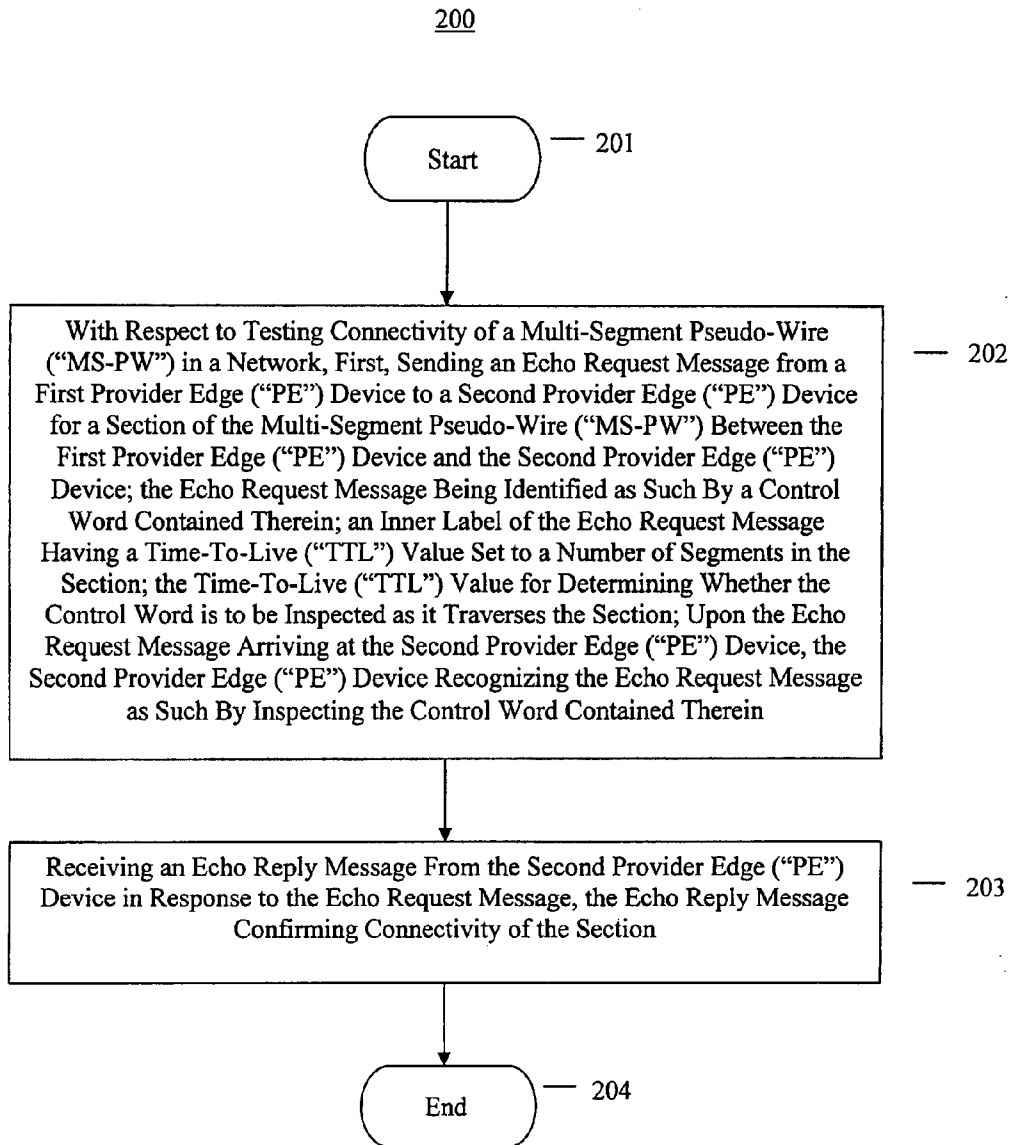 200
Start
201
With Respect to Testing Connectivity of a Multi-Segment Pseudo-Wire
("MS-PW") in a Network, First, Sending an Echo Request Message from a
First Provider Edge ("PE") Device to a Second Provider Edge ("PE") Device
for a Section of the Multi-Segment Pseudo-Wire ("MS-PW") Between the
First Provider Edge ("PE") Device and the Second Provider Edge ("PE")
Device; the Echo Request Message Being Identified as Such By a Control
Word Contained Therein; an Inner Label of the Echo Request Message
Having a Time-To-Live ("TTL") Value Set to a Number of Segments in the
Section; the Time-To-Live ("TTL") Value for Determining Whether the
Control Word is to be Inspected as it Traverses the Section; Upon the Echo
Request Message Arriving at the Second Provider Edge ("PE") Device, the
Second Provider Edge ("PE") Device Recognizing the Echo Request Message
as Such By Inspecting the Control Word Contained Therein
202
Receiving an Echo Reply Message From the Second Provider Edge ("PE")
Device in Response to the Echo Request Message, the Echo Reply Message
Confirming Connectivity of the Section
203
End
204